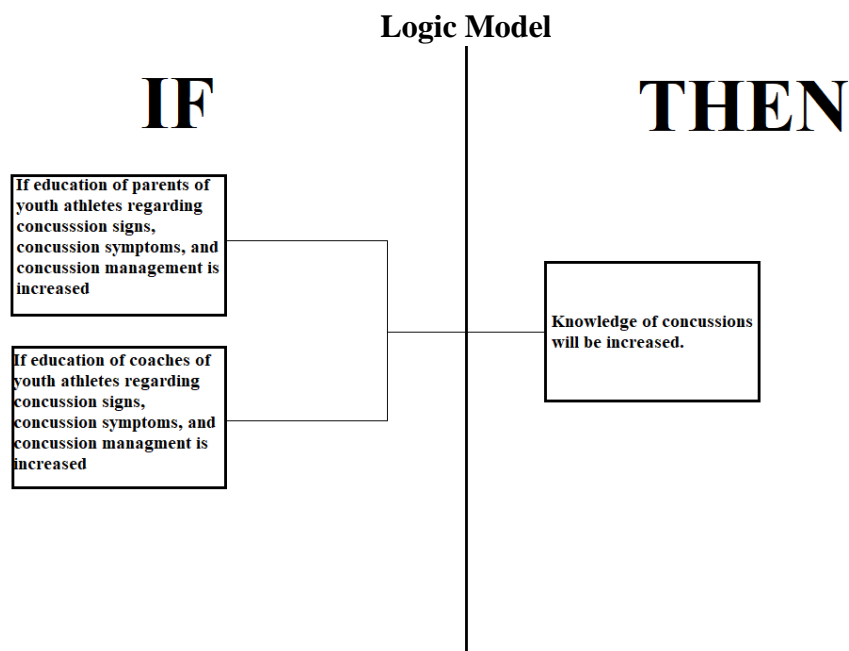 Logic Model
IF
THEN
If education of parents of
youth athletes regarding
concusssion signs,
concussion symptoms, and
concussion management is
increased
If education of coaches of
youth athletes regarding
concussion signs,
concussion symptoms, and
concussion managment is
increased
Knowledge of concussions
will be increased.